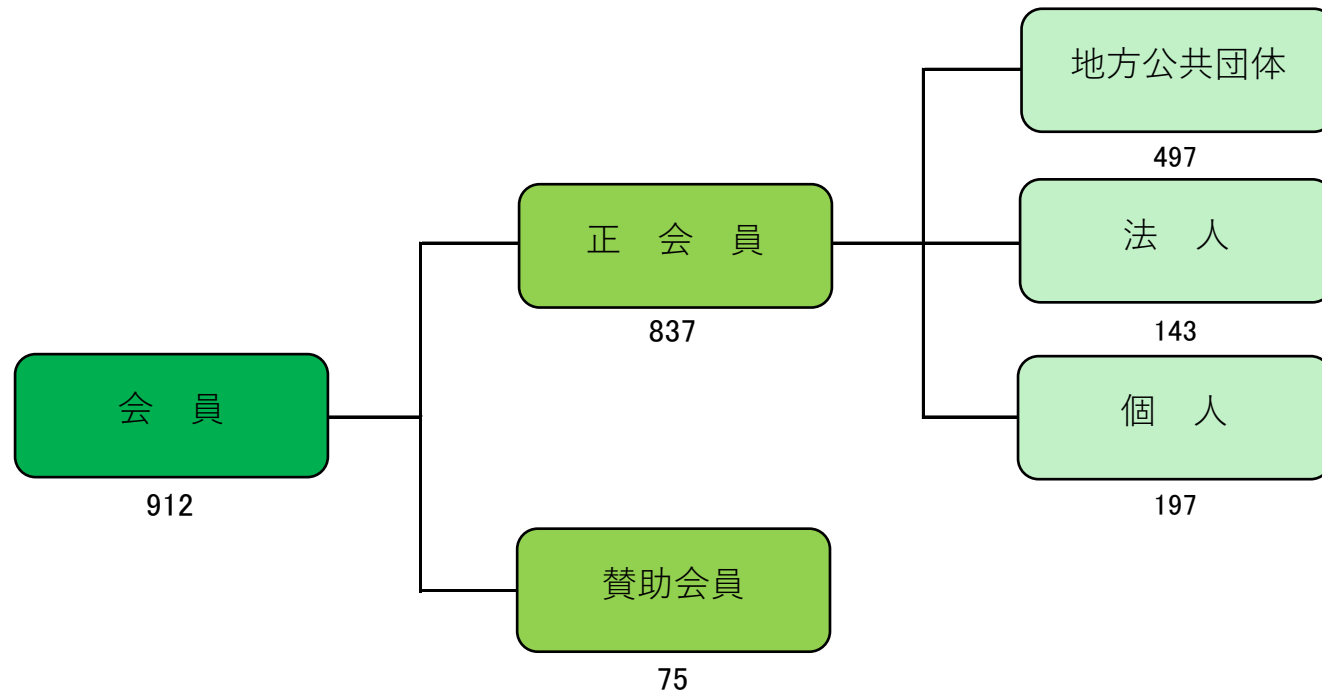 地方公共団体
497
正　会　員
837
法　人
143
会　員
912
個　人
197
賛助会員
75